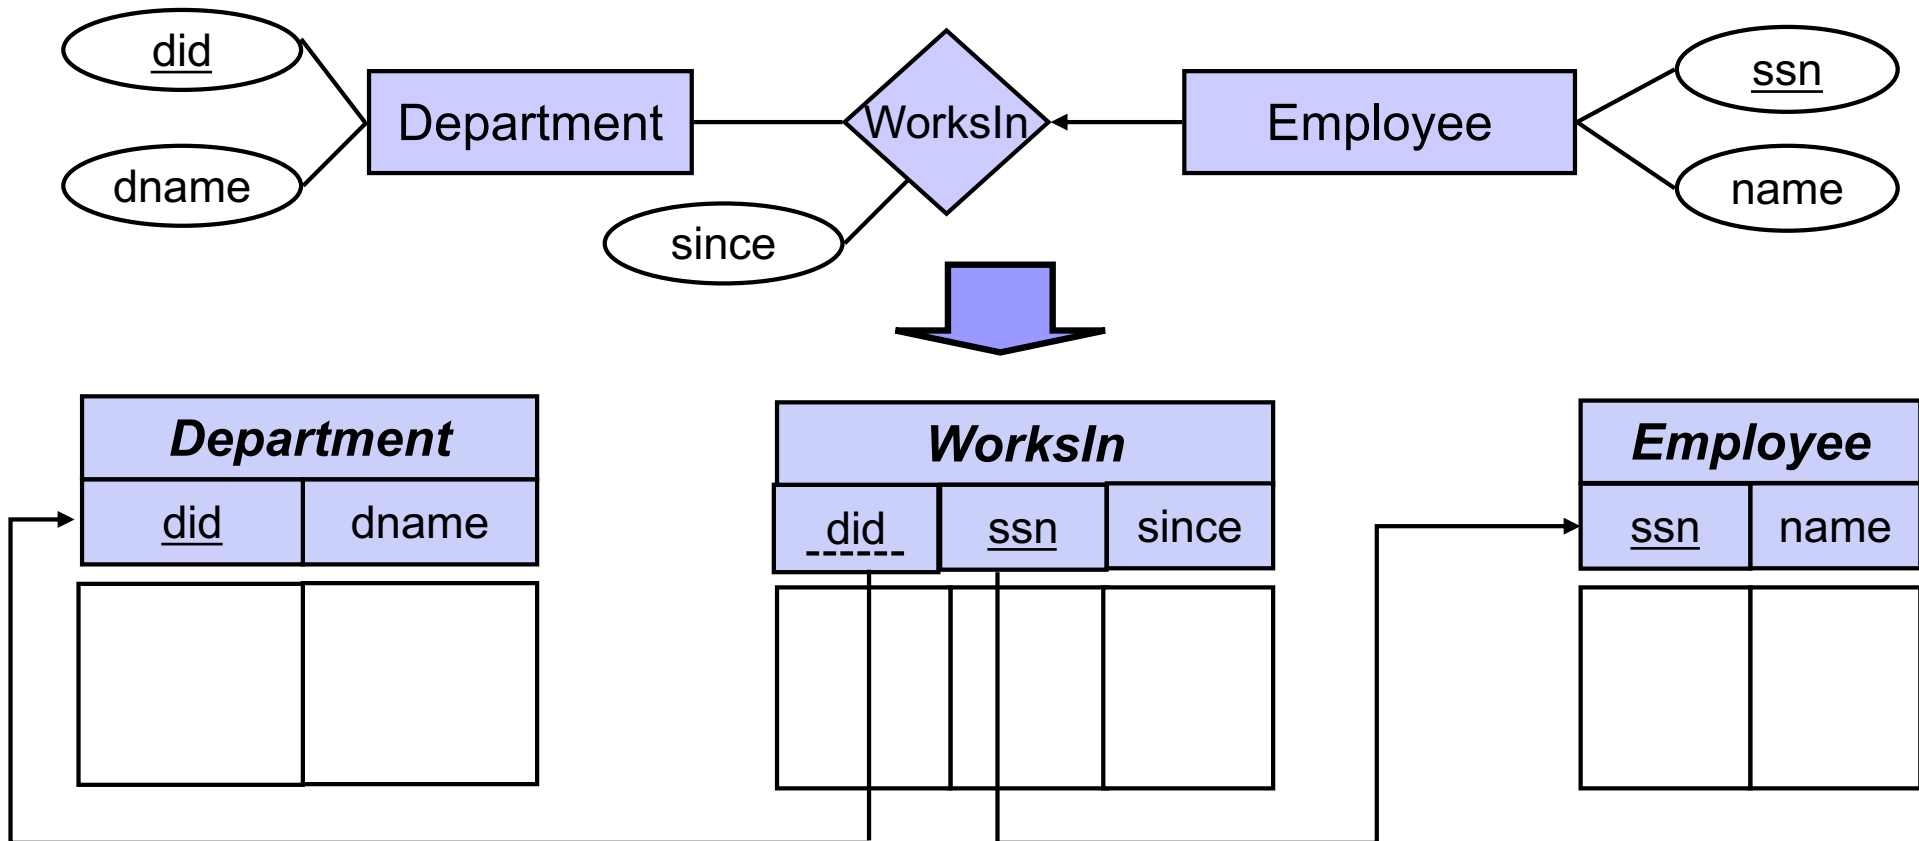 did
dname
Department
WorksIn
since
Employee
ssn
name
Department
did dname
WorksIn
did ssn since
Employee
ssn name